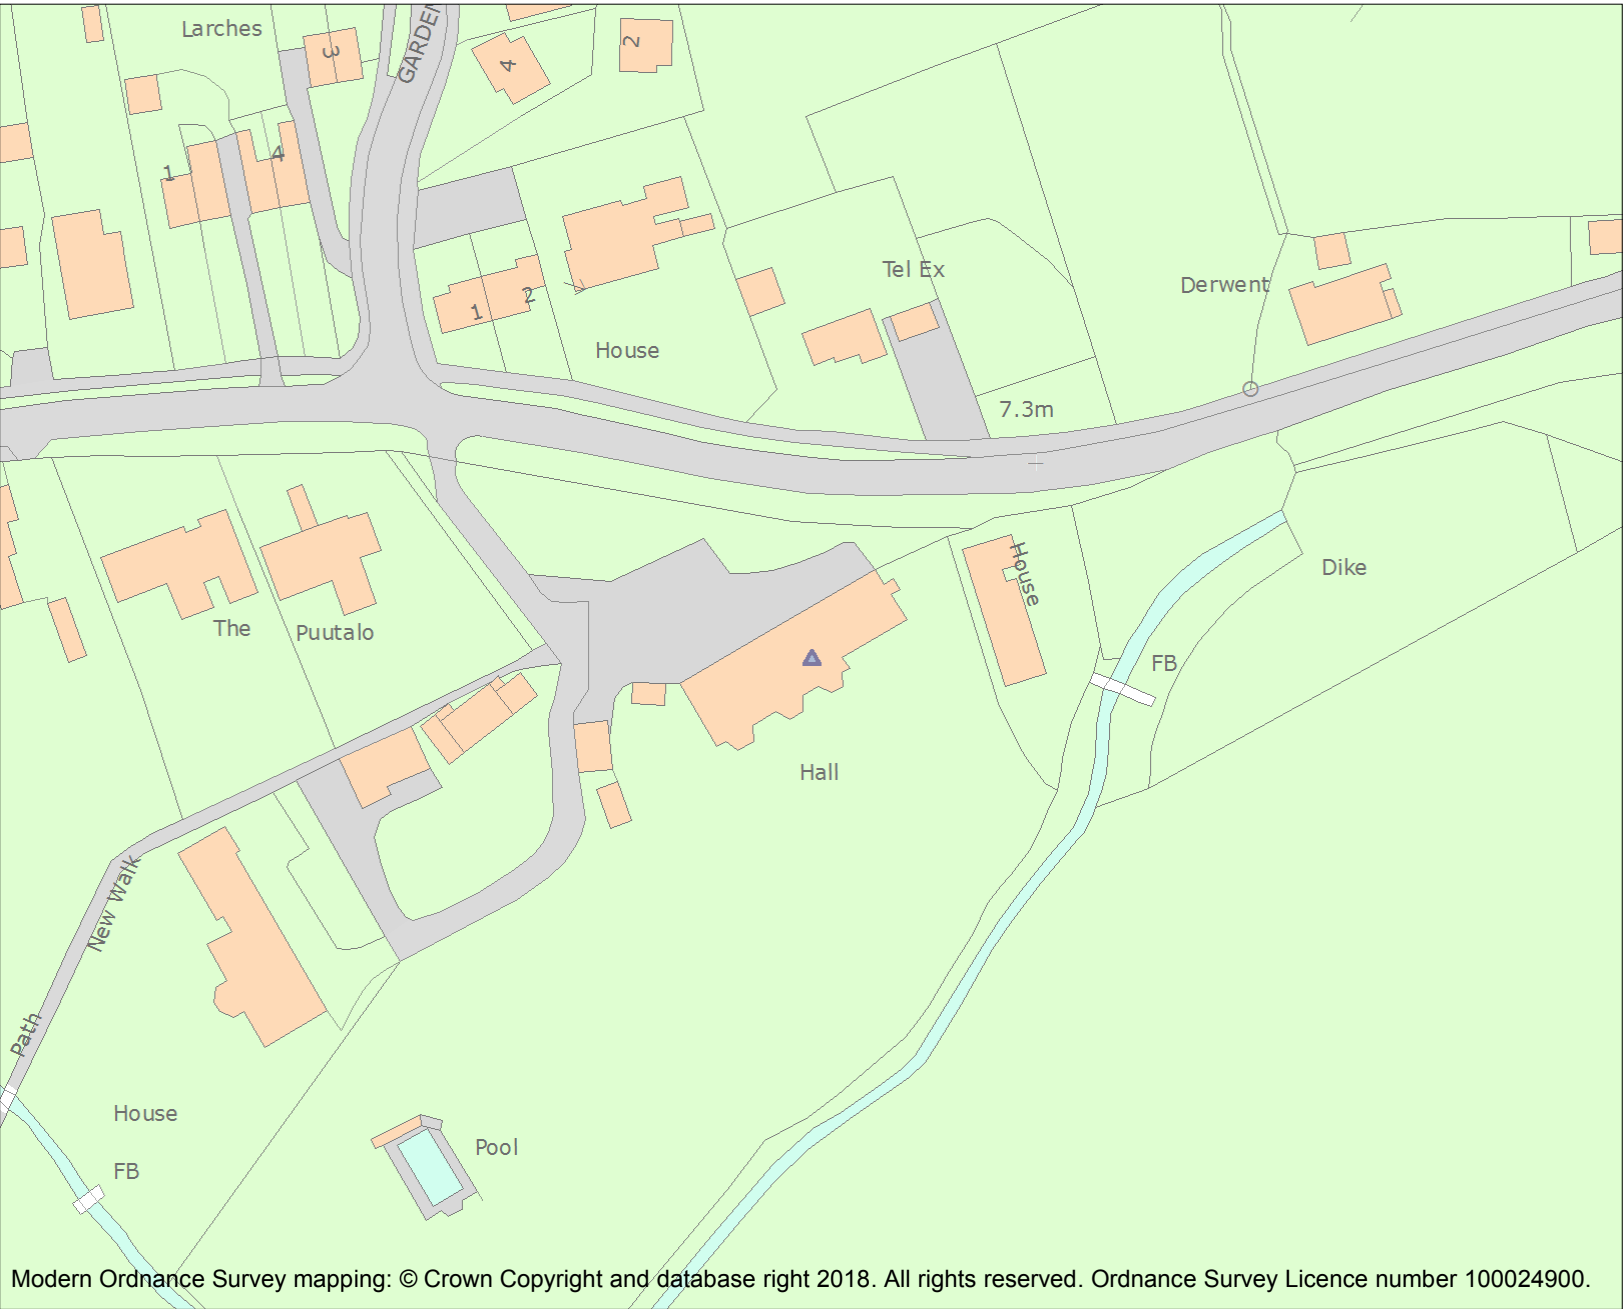 Larches
3
GARDEN
4
2
1
4
Tel Ex
Derwent
1
2
House
7.3m
House
Dike
The
Puutalo
FB
Hall
New Walk
Path
House
Pool
FB
Modern Ordnance Survey mapping: © Crown Copyright and database right 2018. All rights reserved. Ordnance Survey Licence number 100024900.